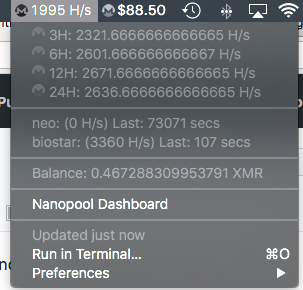 1995 H/s $88.50
3H: 2321.6666666666665 H/s
6H: 2601.6666666666667 H/s
12H: 2671.6666666666665 H/s
24H: 2636.6666666666665 H/s
neo: (0 H/s) Last: 73071 secs
biostar: (3360 H/s) Last: 107 secs
Balance: 0.467288309953791 XMR
Nanopool Dashboard
Updated just now
Run in Terminal... ⌘O
Preferences